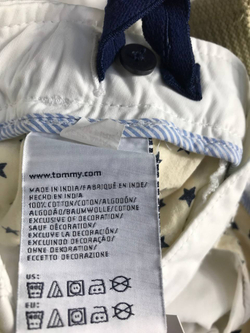 www.tommy.com
MADE IN INDIA/FABRIQUÉ EN INDE/
HECHO EN INDIA
100% COTTON/COTON/ALGODÓN/
ALGODÃO/BAUMWOLLE/COTONE
EXCLUSIVE OF DECORATION/
SAUF DÉCORATION/
EXCLUYE LA DECORACIÓN/
EXCLUINDO DECORAÇÃO/
OHNE DEKORATION/
ECCETTO DECORAZIONE
US:
EU: